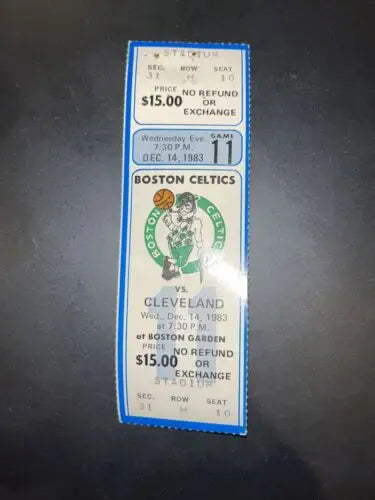 STADIUM
SEC. ROW SEAT
31 H 10
PRICE NO REFUND
$15.00 OR
EXCHANGE
Wednesday Eve. GAME
7:30 P.M. 11
DEC. 14, 1983
BOSTON CELTICS
BOSTON CELTICS
VS.
CLEVELAND
Wed., Dec. 14, 1983
at 7:30 P.M.
at BOSTON GARDEN
11
PRICE NO REFUND
$15.00 OR
EXCHANGE
STADIUM
SEC. ROW SEAT
31 H 10